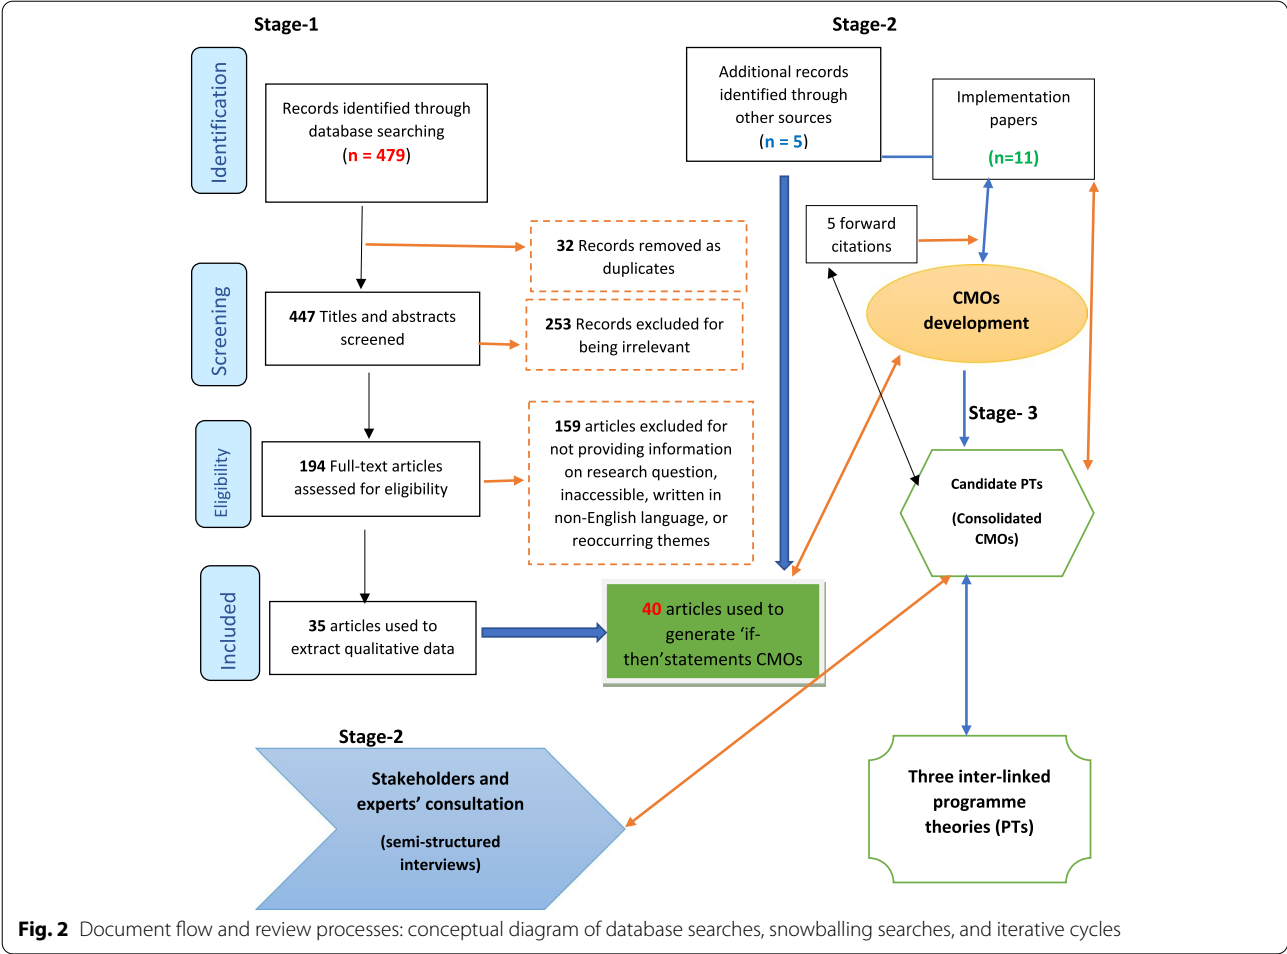 Stage-1
Stage-2
Identification
Records identified through
database searching
(n = 479)
Additional records
identified through
other sources
(n = 5)
Implementation
papers
(n=11)
32 Records removed as
duplicates
5 forward
citations
Screening
447 Titles and abstracts
screened
253 Records excluded for
being irrelevant
CMOs
development
Stage- 3
Eligibility
194 Full-text articles
assessed for eligibility
159 articles excluded for
not providing information
on research question,
inaccessible, written in
non-English language, or
reoccurring themes
Candidate PTs
(Consolidated
CMOs)
Included
35 articles used to
extract qualitative data
40 articles used to
generate ‘if-
then’statements CMOs
Stage-2
Stakeholders and
experts’ consultation
(semi-structured
interviews)
Three inter-linked
programme
theories (PTs)
Fig. 2 Document flow and review processes: conceptual diagram of database searches, snowballing searches, and iterative cycles